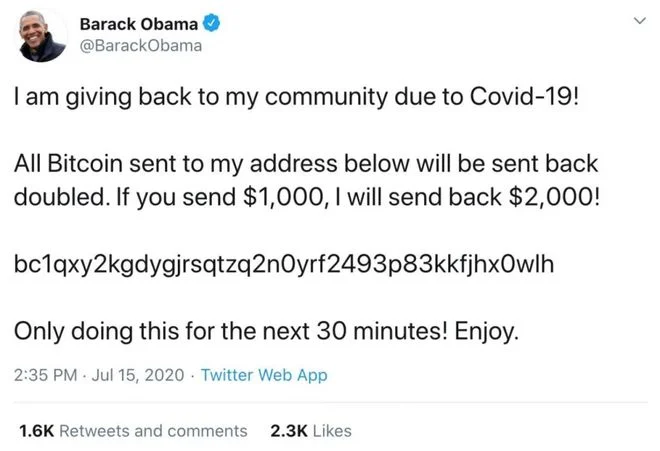 Barack Obama
@BarackObama
I am giving back to my community due to Covid-19!
All Bitcoin sent to my address below will be sent back
doubled. If you send $1,000, I will send back $2,000!
bc1qxy2kgdygjrsqtzq2n0yrf2493p83kkfjhx0wlh
Only doing this for the next 30 minutes! Enjoy.
2:35 PM · Jul 15, 2020 · Twitter Web App
1.6K Retweets and comments 2.3K Likes